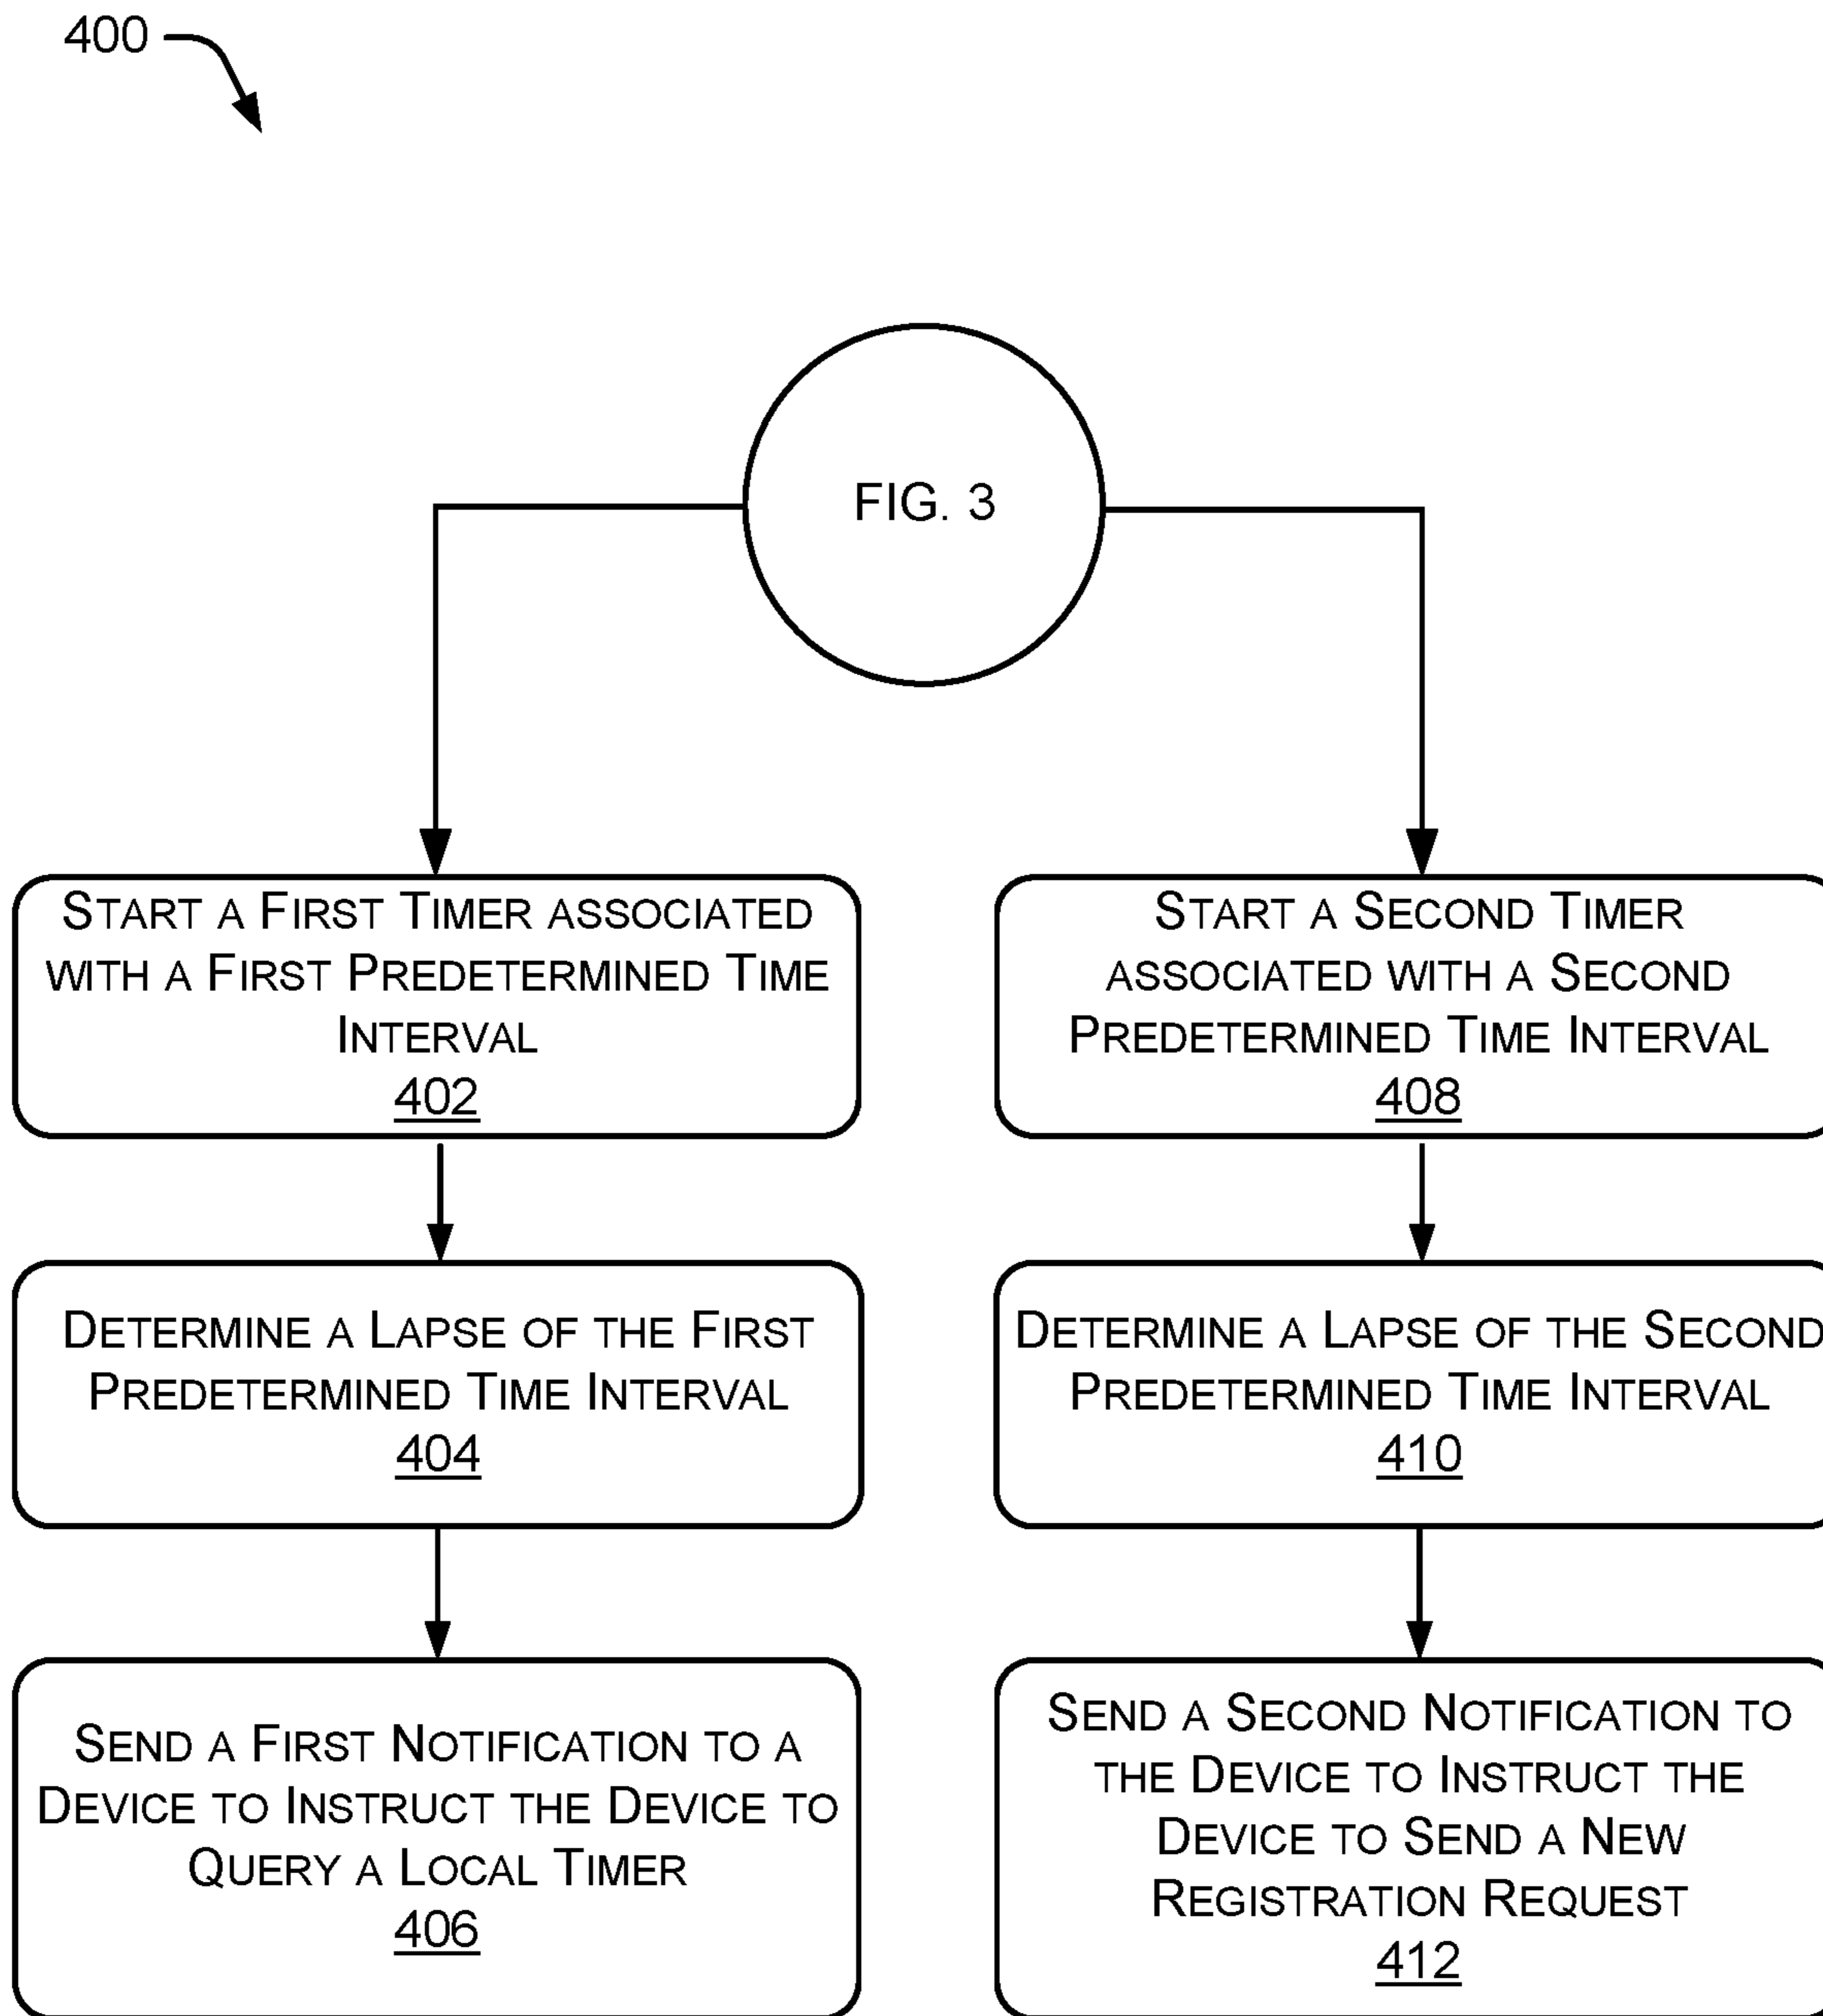 400
FIG. 3
START A FIRST TIMER ASSOCIATED
WITH A FIRST PREDETERMINED TIME
INTERVAL
402
DETERMINE A LAPSE OF THE FIRST
PREDETERMINED TIME INTERVAL
404
SEND A FIRST NOTIFICATION TO A
DEVICE TO INSTRUCT THE DEVICE TO
QUERY A LOCAL TIMER
406
START A SECOND TIMER
ASSOCIATED WITH A SECOND
PREDETERMINED TIME INTERVAL
408
DETERMINE A LAPSE OF THE SECOND
PREDETERMINED TIME INTERVAL
410
SEND A SECOND NOTIFICATION TO
THE DEVICE TO INSTRUCT THE
DEVICE TO SEND A NEW
REGISTRATION REQUEST
412